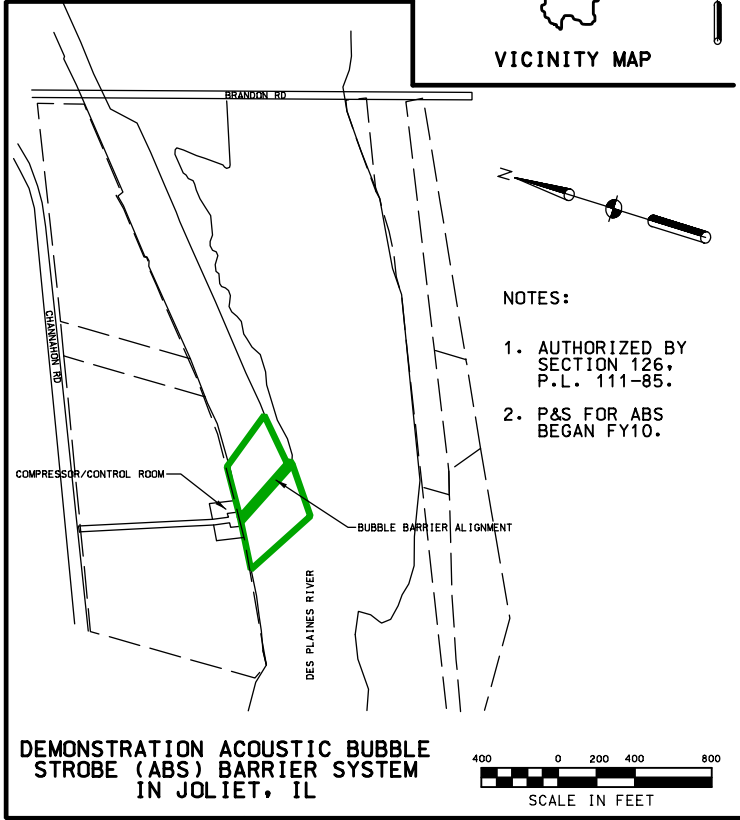 VICINITY MAP
BRANDON RD
N
NOTES:
1. AUTHORIZED BY
SECTION 126,
P.L. 111-85.
2. P&S FOR ABS
BEGAN FY10.
CHANNAHON RD
COMPRESSOR/CONTROL ROOM
BUBBLE BARRIER ALIGNMENT
DES PLAINES RIVER
DEMONSTRATION ACOUSTIC BUBBLE
STROBE (ABS) BARRIER SYSTEM
IN JOLIET, IL
400 0 200 400 800
SCALE IN FEET